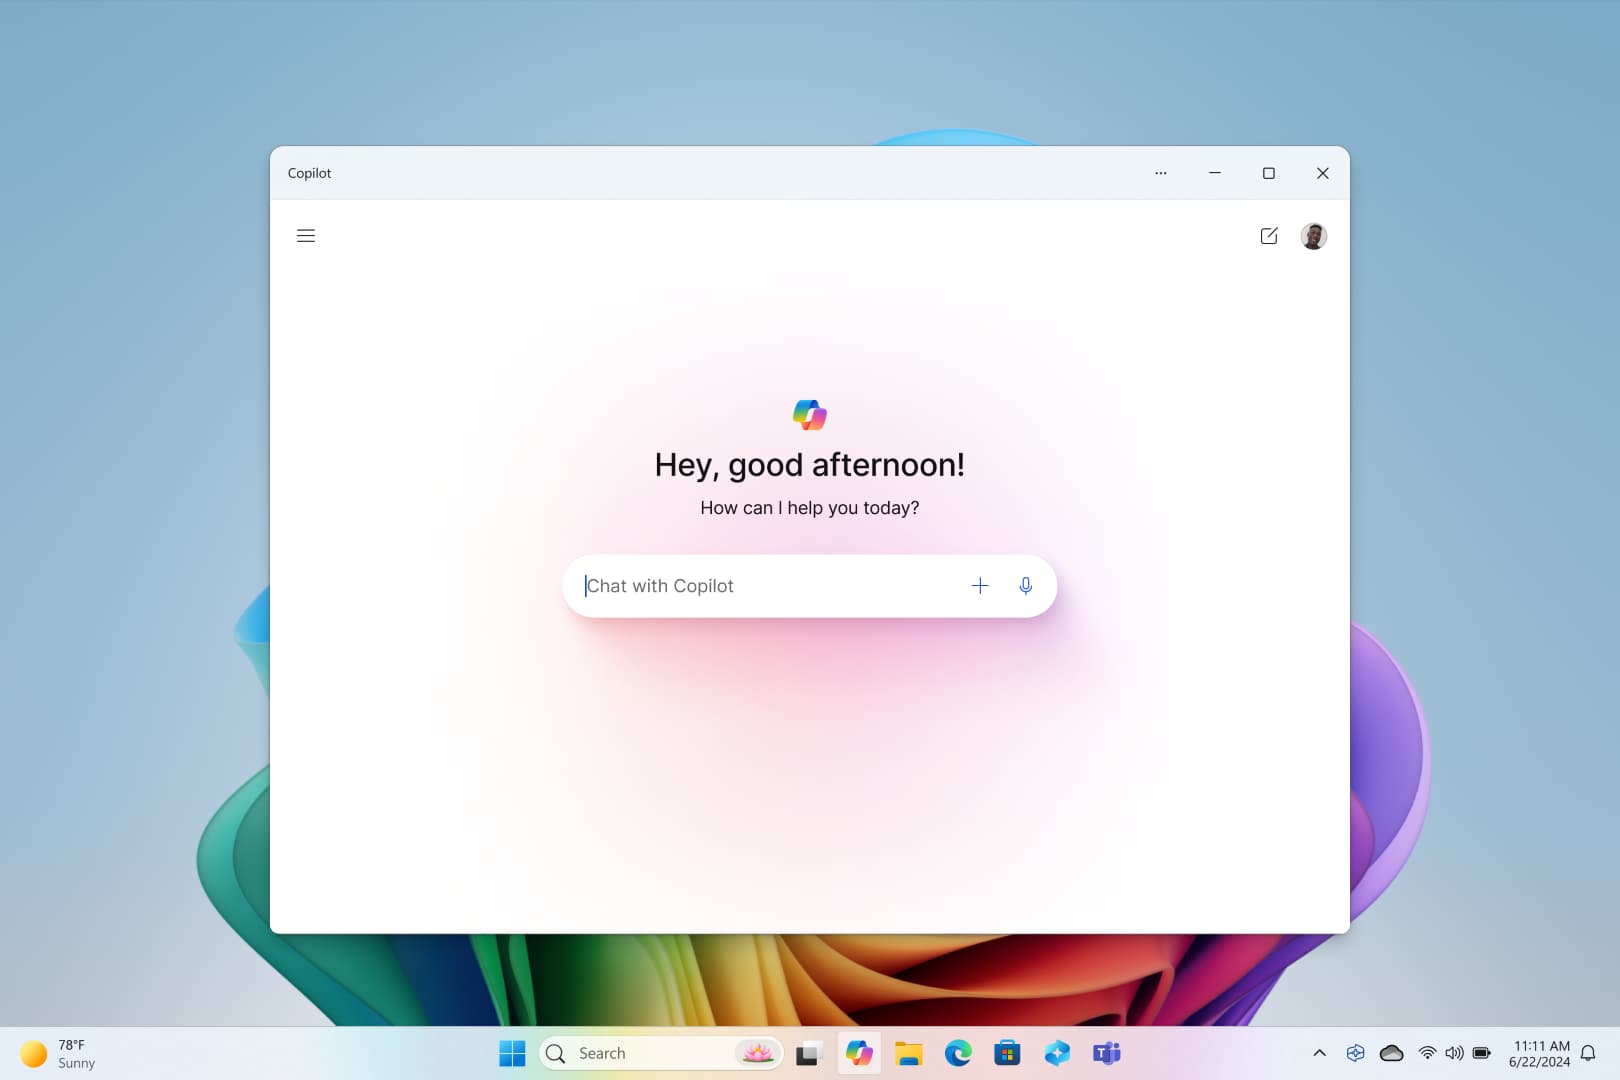 Copilot
Hey, good afternoon!
How can I help you today?
Chat with Copilot
78°F
Sunny
Search
11:11 AM
6/22/2024